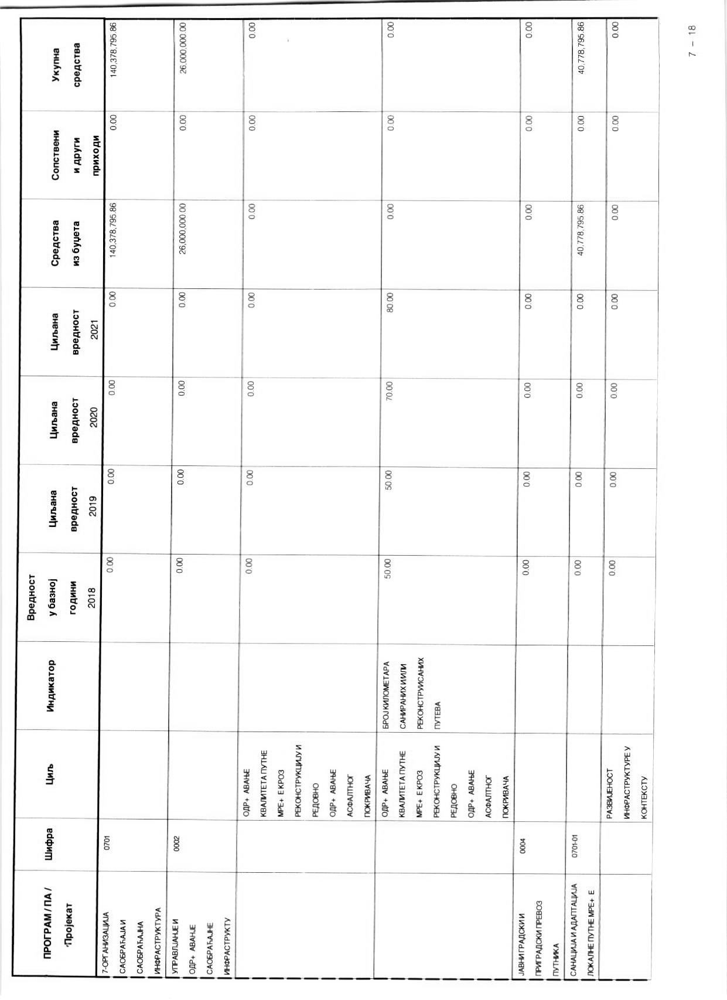 ПРОГРАМ / ПА / Пројекат Шифра Циљ Индикатор Вредност у базној години 2018 Циљана вредност 2019 Циљана вредност 2020 Циљана вредност 2021 Средства из буџета Сопствени и други приходи Укупна средства
7-ОРГАНИЗАЦИЈА 0701 0.00 0.00 0.00 0.00 140,378,795.86 0.00 140,378,795.86
САОБРАЋАЈА И
САОБРАЋАЈНА
ИНФРАСТРУКТУРА
УПРАВЛЈАНЈЕ И 0002 0.00 0.00 0.00 0.00 26,000,000.00 0.00 26,000,000.00
ОДР+ АВАНЈЕ
САОБРАЋАЈНЕ
ИНФРАСТРУКТУ
ОДР+ АВАЊЕ 0.00 0.00 0.00 0.00 0.00 0.00 0.00
КВАЛИТЕТА ПУТНЕ
МРЕ+ Е КРОЗ
РЕКОНСТРУКЦИЈУ И
РЕДОВНО
ОДР+ АВАЊЕ
АСФАЛТНОГ
ПОКРИВАЧА
ОДР+ АВАЊЕ БРОЈ КИЛОМЕТАРА 50.00 50.00 70.00 80.00 0.00 0.00 0.00
КВАЛИТЕТА ПУТНЕ САНИРАНИХ И/ИЛИ
МРЕ+ Е КРОЗ РЕКОНСТРУИСАНИХ
РЕКОНСТРУКЦИЈУ И ПУТЕВА
РЕДОВНО
ОДР+ АВАЊЕ
АСФАЛТНОГ
ПОКРИВАЧА
ЈАВНИ ГРАДСКИ И 0004 0.00 0.00 0.00 0.00 0.00 0.00 0.00
ПРИГРАДСКИ ПРЕВОЗ
ПУТНИКА
САНАЦИЈА И АДАПТАЦИЈА 0701-01 0.00 0.00 0.00 0.00 40,778,795.86 0.00 40,778,795.86
ЛОКАЛНЕ ПУТНЕ МРЕ+ Е
РАЗВИЈЕНОСТ 0.00 0.00 0.00 0.00 0.00 0.00 0.00
ИНФРАСТРУКТУРЕ У
КОНТЕКСТУ
7 - 18